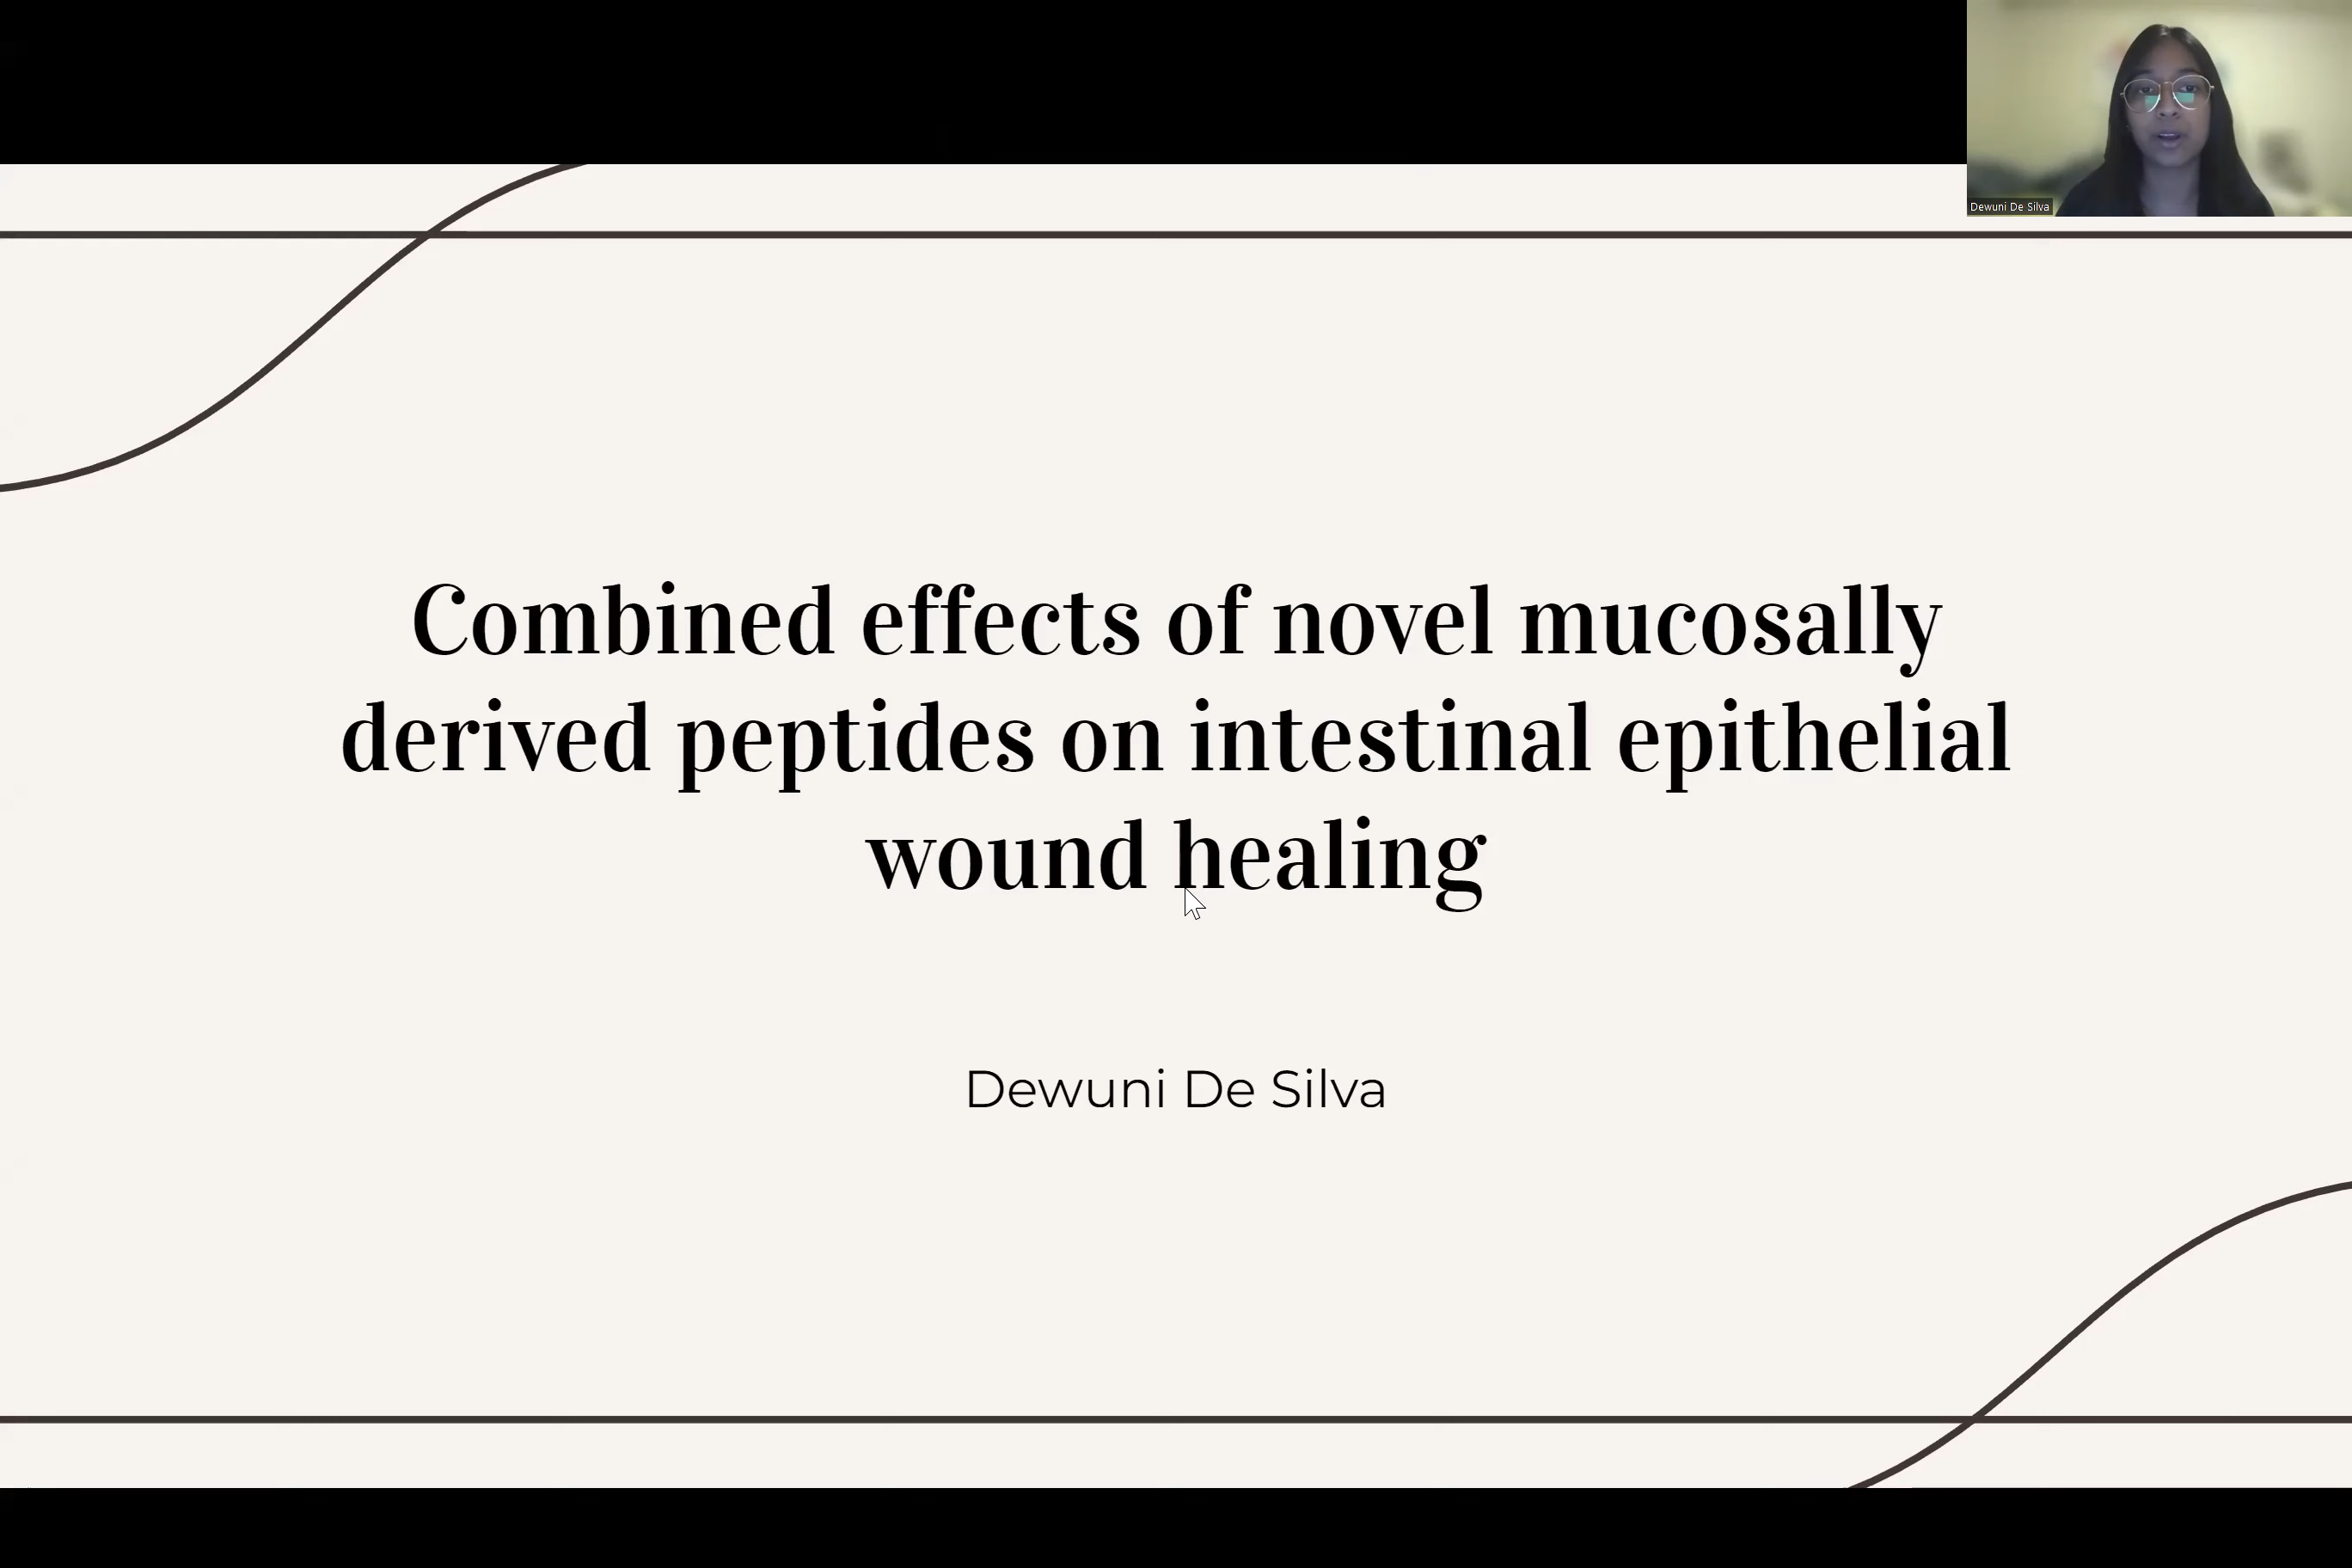 Dewuni De Silva
Combined effects of novel mucosally
derived peptides on intestinal epithelial
wound healing
Dewuni De Silva